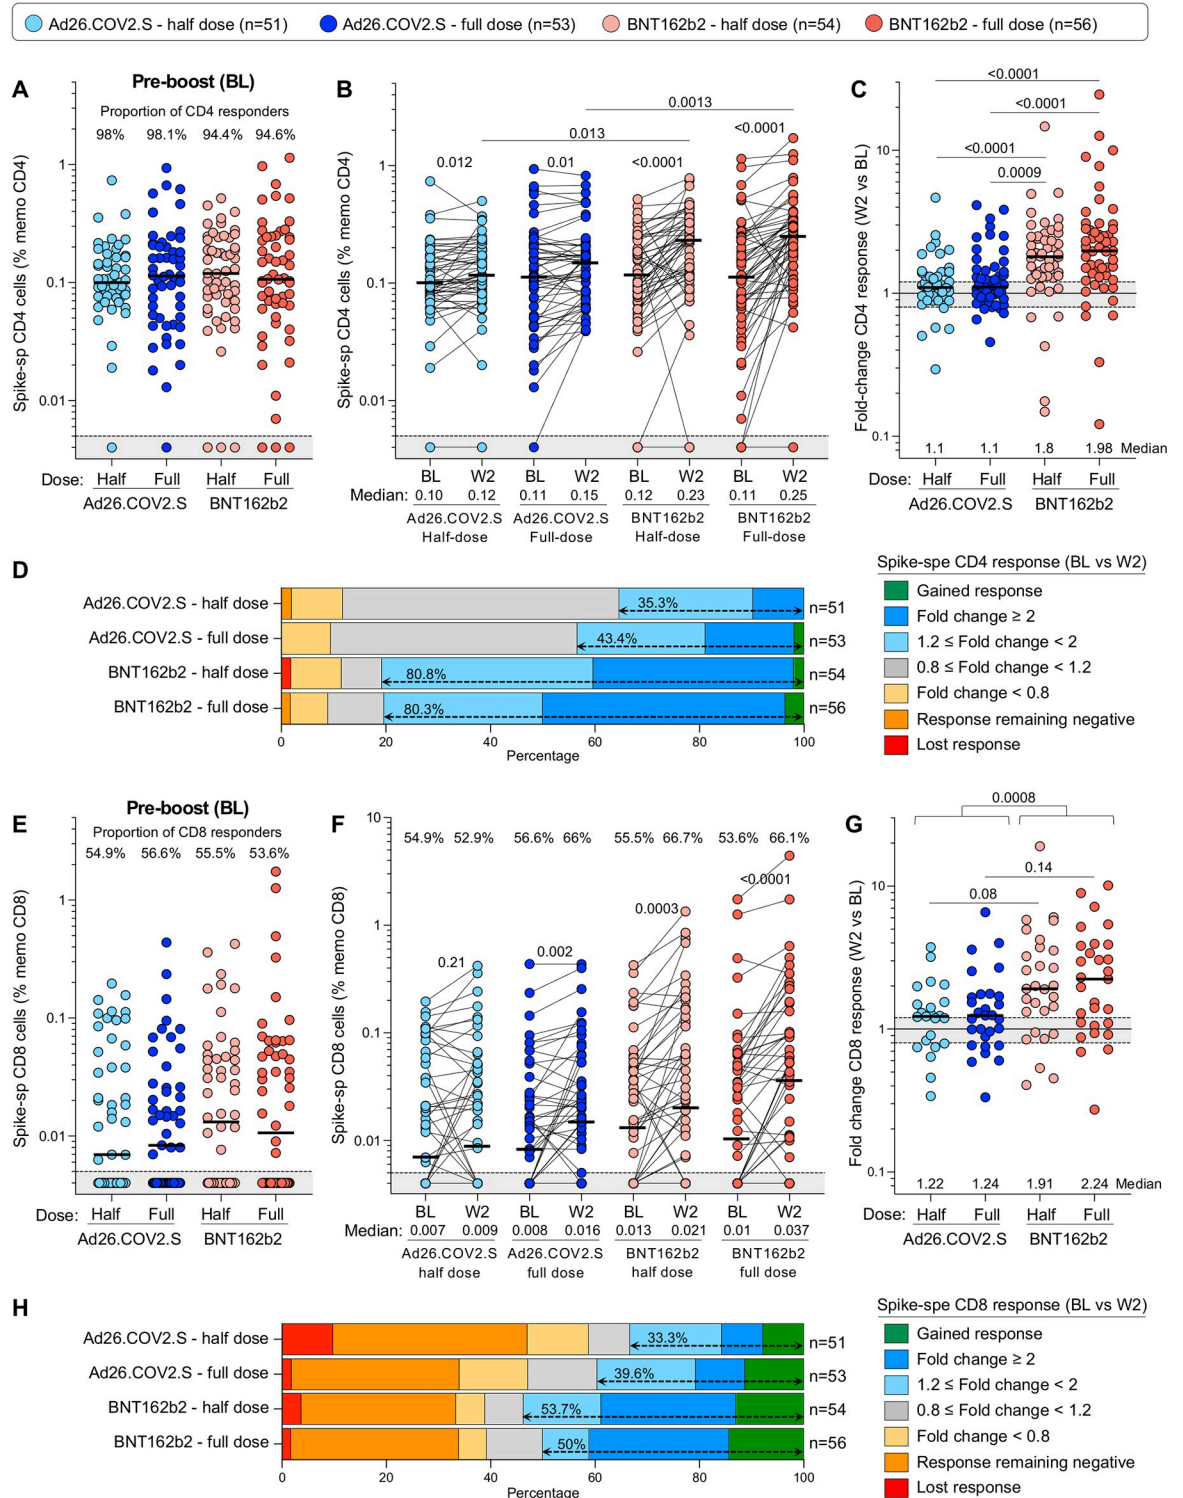 Ad26.COV2.S - half dose (n=51) Ad26.COV2.S - full dose (n=53) BNT162b2 - half dose (n=54) BNT162b2 - full dose (n=56)
A
Pre-boost (BL)
Proportion of CD4 responders
98% 98.1% 94.4% 94.6%
Spike-sp CD4 cells (% memo CD4)
1
0.1
0.01
Dose: Half Full Half Full
Ad26.COV2.S BNT162b2
B
Spike-sp CD4 cells (% memo CD4)
1
0.1
0.01
0.0013
0.013
<0.0001
0.012 0.01 <0.0001
BL W2 BL W2 BL W2 BL W2
Median: 0.10 0.12 0.11 0.15 0.12 0.23 0.11 0.25
Ad26.COV2.S Ad26.COV2.S BNT162b2 BNT162b2
Half-dose Full-dose Half-dose Full-dose
C
Fold-change CD4 response (W2 vs BL)
10
1
0.1
<0.0001
<0.0001
<0.0001
0.0009
1.1 1.1 1.8 1.98 Median
Dose: Half Full Half Full
Ad26.COV2.S BNT162b2
D
Ad26.COV2.S - half dose 35.3% n=51
Ad26.COV2.S - full dose 43.4% n=53
BNT162b2 - half dose 80.8% n=54
BNT162b2 - full dose 80.3% n=56
0 20 40 60 80 100
Percentage
Spike-spe CD4 response (BL vs W2)
Gained response
Fold change ≥ 2
1.2 ≤ Fold change < 2
0.8 ≤ Fold change < 1.2
Fold change < 0.8
Response remaining negative
Lost response
E
Pre-boost (BL)
Proportion of CD8 responders
54.9% 56.6% 55.5% 53.6%
Spike-sp CD8 cells (% memo CD8)
1
0.1
0.01
Dose: Half Full Half Full
Ad26.COV2.S BNT162b2
F
Spike-sp CD8 cells (% memo CD8)
10
1
0.1
0.01
54.9% 52.9% 56.6% 66% 55.5% 66.7% 53.6% 66.1%
<0.0001
0.0003
0.002
0.21
BL W2 BL W2 BL W2 BL W2
Median: 0.007 0.009 0.008 0.016 0.013 0.021 0.01 0.037
Ad26.COV2.S Ad26.COV2.S BNT162b2 BNT162b2
half dose full dose half dose full dose
G
Fold change CD8 response (W2 vs BL)
10
1
0.1
0.0008
0.14
0.08
1.22 1.24 1.91 2.24 Median
Dose: Half Full Half Full
Ad26.COV2.S BNT162b2
H
Ad26.COV2.S - half dose 33.3% n=51
Ad26.COV2.S - full dose 39.6% n=53
BNT162b2 - half dose 53.7% n=54
BNT162b2 - full dose 50% n=56
0 20 40 60 80 100
Percentage
Spike-spe CD8 response (BL vs W2)
Gained response
Fold change ≥ 2
1.2 ≤ Fold change < 2
0.8 ≤ Fold change < 1.2
Fold change < 0.8
Response remaining negative
Lost response